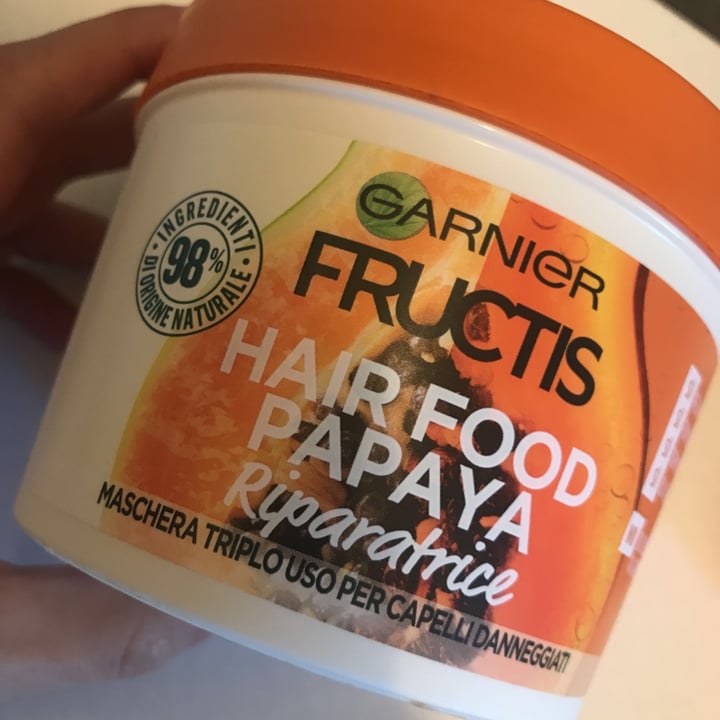 INGREDIENTI
98%
DI ORIGINE NATURALE
GARNIER
FRUCTIS
HAIR FOOD
PAPAYA
Riparatrice
MASCHERA TRIPLO USO PER CAPELLI DANNEGGIATI